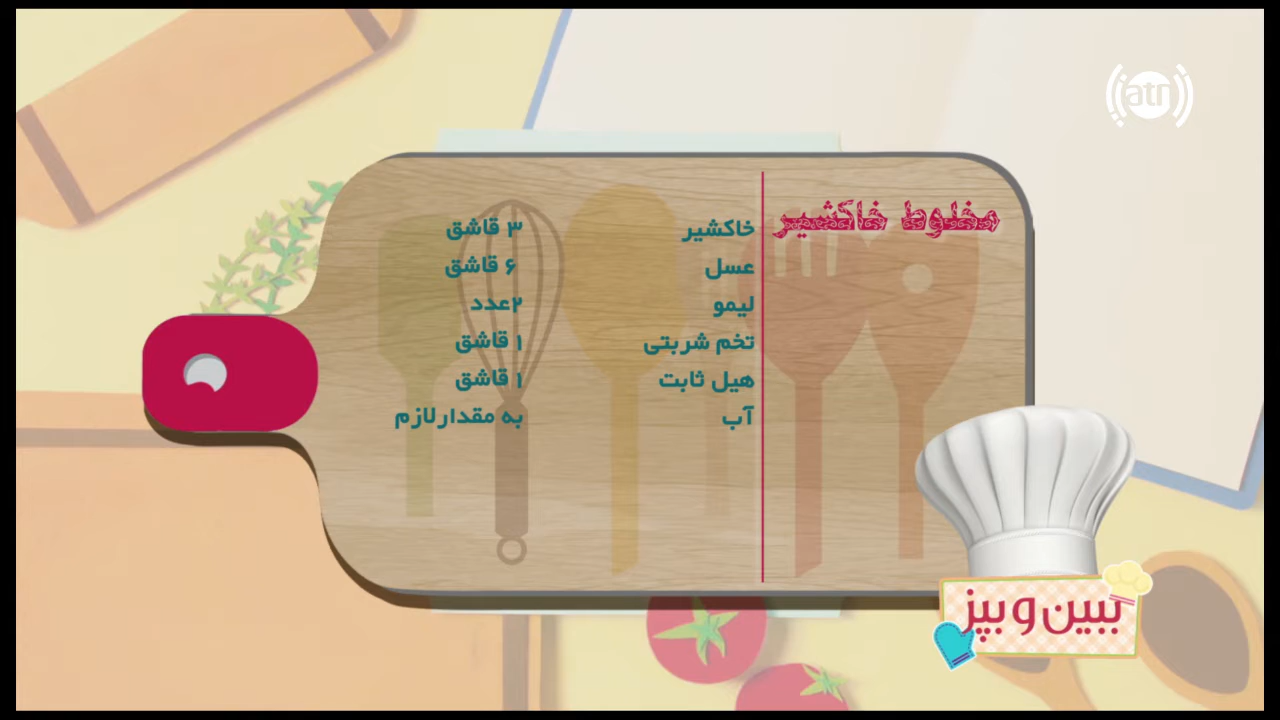 atr
مخلوط خاکشیر
خاکشیر ۳ قاشق
عسل ۶ قاشق
لیمو ۲عدد
تخم شربتی ۱ قاشق
هیل ثابت ۱ قاشق
آب به مقدارلازم
ببین و بپز